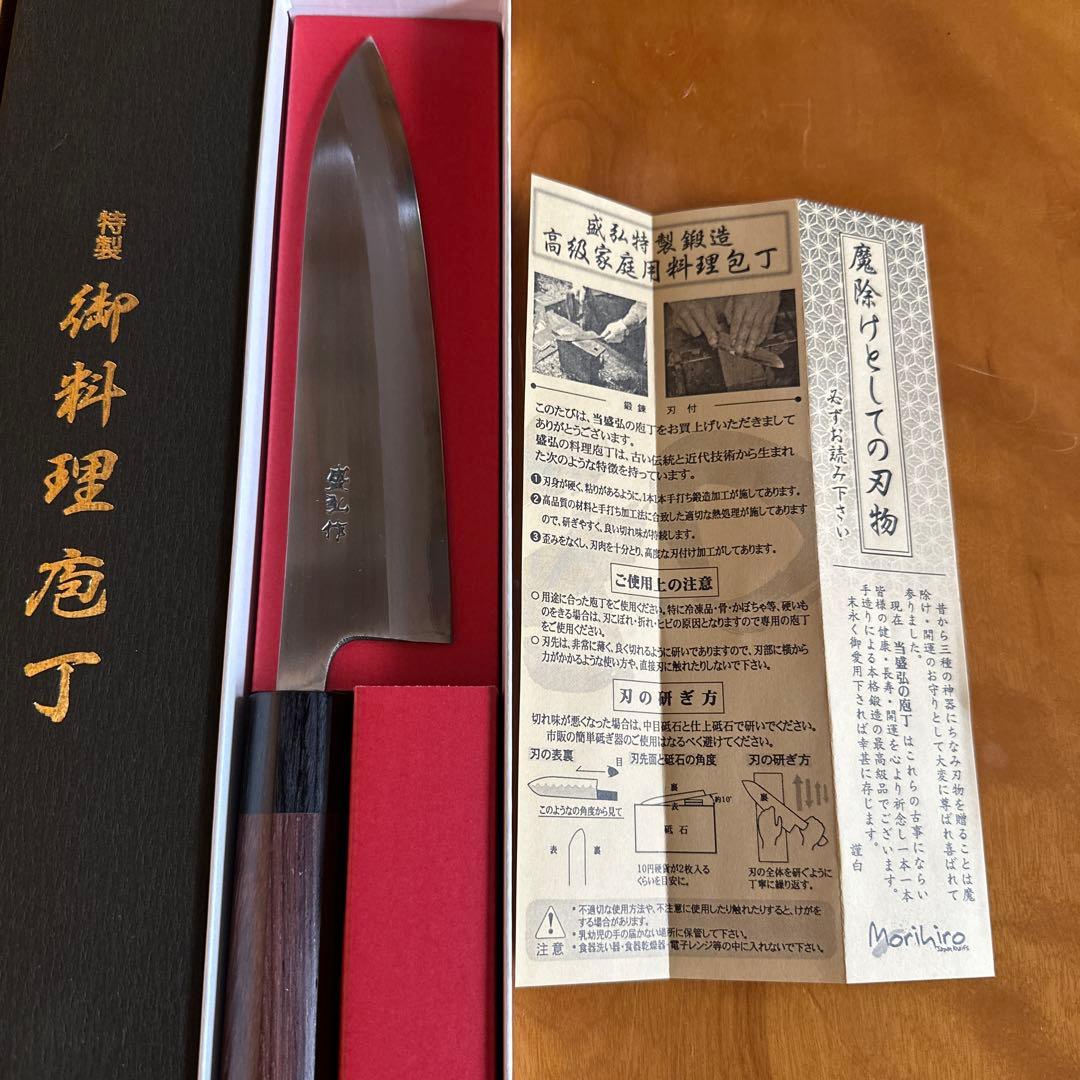 特製
御料理庖丁
盛弘作
盛弘特製鍛造
高級家庭用料理包丁
鍛錬
刃付
このたびは、当盛弘の庖丁をお買上げいただきまして
ありがとうございます。
盛弘の料理庖丁は、古い伝統と近代技術から生まれ
た次のような特徴を持っています。
❶刃身が硬く、粘りがあるように、1本1本手打ち鍛造加工が施してあります。
❷高品質の材料と手打ち加工法に合致した適切な熱処理が施してあります
ので、研ぎやすく、良い切れ味が持続します。
❸歪みをなくし、刃肉を十分とり、高度な刃付け加工がしてあります。
ご使用上の注意
○用途に合った庖丁をご使用ください。特に冷凍品・骨・かぼちゃ等、硬いも
のをきる場合は、刃こぼれ・折れ・ヒビの原因となりますので専用の庖丁
をご使用ください。
○刃先は、非常に薄く、良く切れるように研いでありますので、刃部に横から
力がかかるような使い方や、直接刃に触れたりしないで下さい。
刃の研ぎ方
切れ味が悪くなった場合は、中目砥石と仕上砥石で研いでください。
市販の簡単砥ぎ器のご使用はなるべく避けてください。
刃の表裏
目
このようなの角度から見て
表
裏
刃先面と砥石の角度
裏
表
約10°
砥石
10円硬貨が2枚入る
くらいを目安に。
刃の研ぎ方
裏
刃の全体を研ぐように
丁寧に繰り返す。
注意
*不適切な使用方法や、不注意に使用したり触れたりすると、けがを
する場合があります。
*乳幼児の手の届かない場所に保管して下さい。
*食器洗い器・食器乾燥器・電子レンジ等の中に入れないで下さい。
魔除けとしての刃物
必ずお読み下さい
昔から三種の神器にちなみ刃物を贈ることは魔
除け・開運のお守りとして大変に尊ばれ喜ばれて
参りました。
現在、当盛弘の庖丁はこれらの古事にならい
皆様の健康・長寿・開運を心より祈念し一本一本
手造りによる本格鍛造の最高級品でございます。
末永く御愛用下されば幸甚に存じます。
謹白
Morihiro
Japan knifs